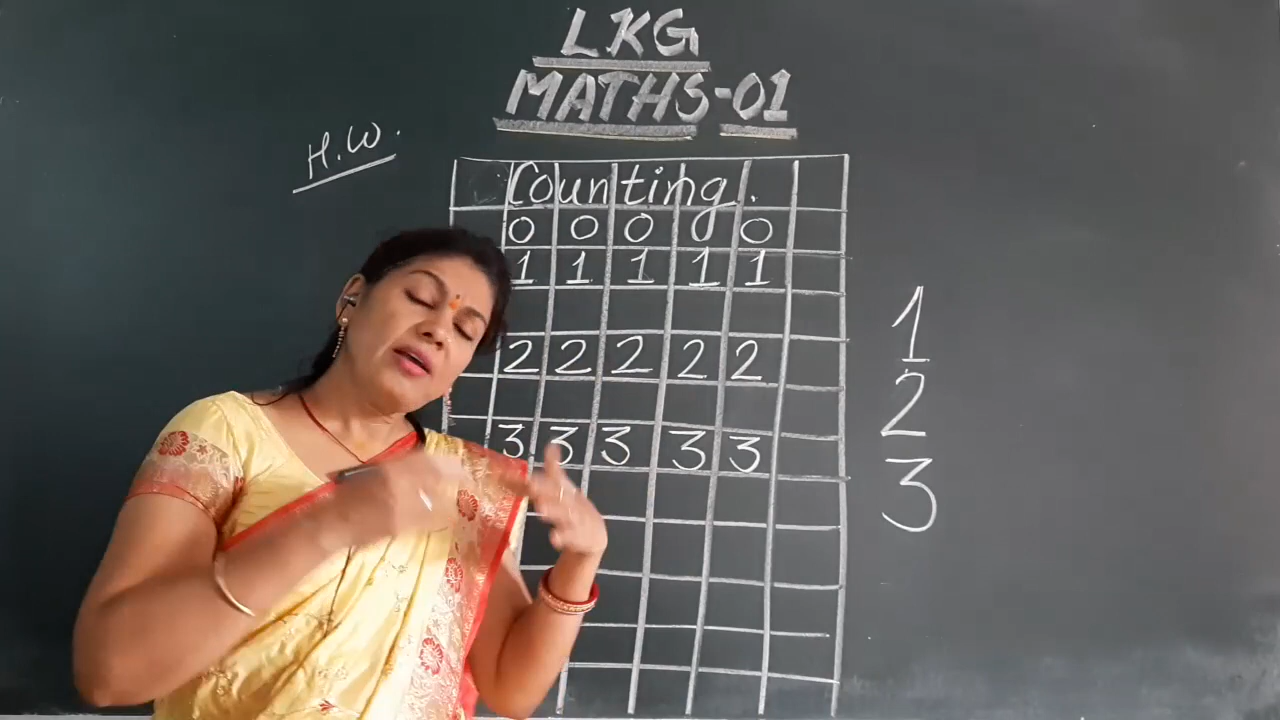 LKG
MATHS-01
H.W.
Counting.
0 0 0 0 0
1 1 1 1 1
2 2 2 2 2
3 3 3 3 3
1
2
3